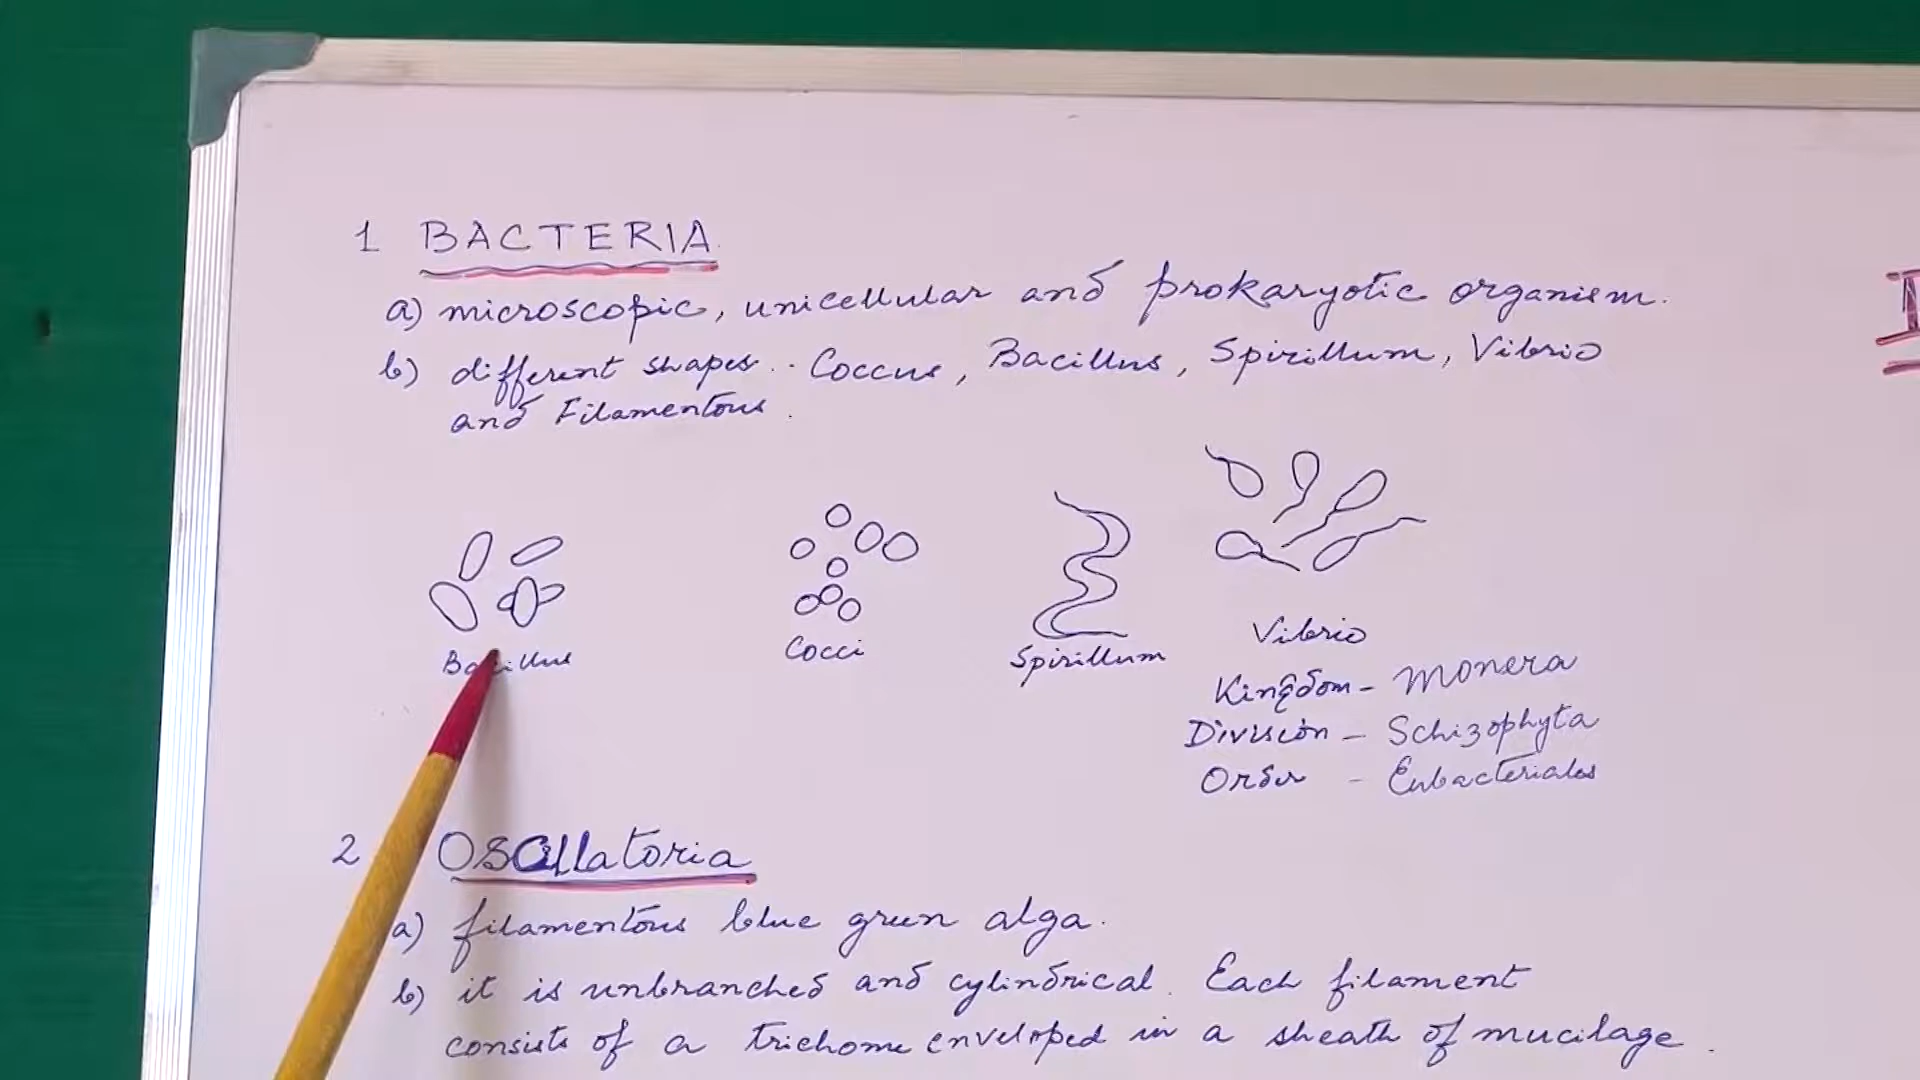 1 BACTERIA
a) microscopic, unicellular and prokaryotic organism.
b) different shapes.. Coccus, Bacillus, Spirillum, Vibrio
and Filamentous.
Bacillus
Cocci
Spirillum
Vibrio
Kingdom - Monera
Division - Schizophyta
Order - Eubacteriales
2 Oscillatoria
a) filamentous blue green alga.
b) it is unbranched and cylindrical. Each filament
consists of a trichome enveloped in a sheath of mucilage.